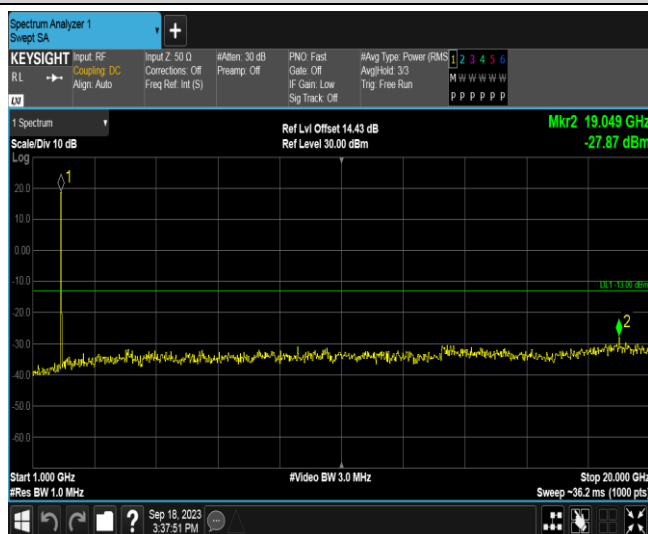 Spectrum Analyzer 1
Swept SA
+
KEYSIGHT
RL
LXI
Input: RF
Coupling: DC
Align: Auto
Input Z: 50 Ω
Corrections: Off
Freq Ref: Int (S)
#Atten: 30 dB
Preamp: Off
PNO: Fast
Gate: Off
IF Gain: Low
Sig Track: Off
#Avg Type: Power (RMS
Avg|Hold: 3/3
Trig: Free Run
1 2 3 4 5 6
M W W W W W
P P P P P P
1 Spectrum
Scale/Div 10 dB
Log
Ref Lvl Offset 14.43 dB
Ref Level 30.00 dBm
Mkr2 19.049 GHz
-27.87 dBm
1
20.0
10.0
0.00
-10.0
DL1 -13.00 dBm
2
-20.0
-30.0
-40.0
-50.0
-60.0
Start 1.000 GHz
#Video BW 3.0 MHz
Stop 20.000 GHz
#Res BW 1.0 MHz
Sweep ~36.2 ms (1000 pts)
?
Sep 18, 2023
3:37:51 PM